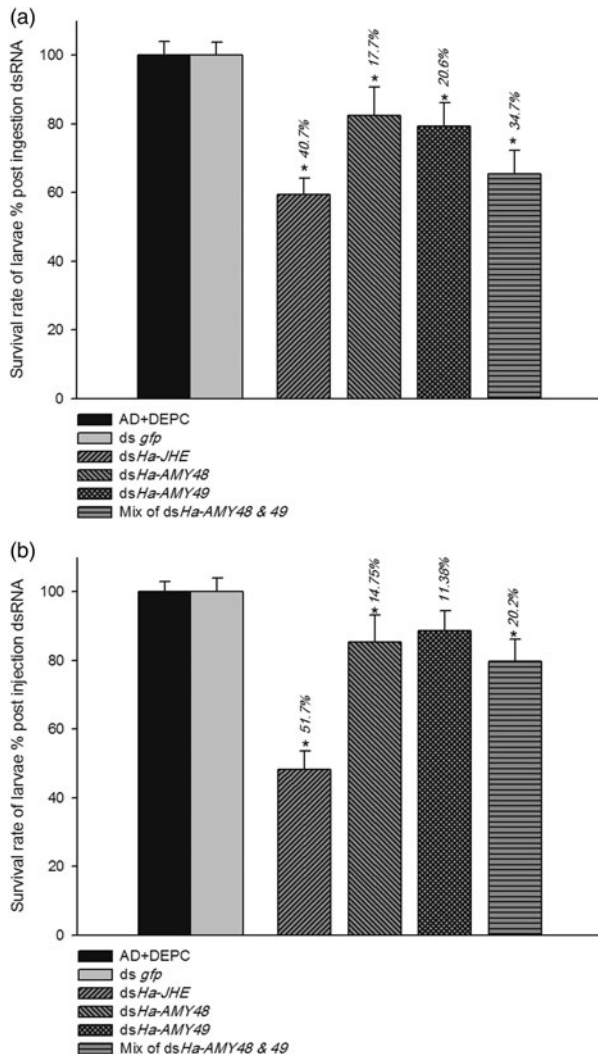 (a)
Survival rate of larvae % post ingestion dsRNA
100
80
60
40
20
0
* 40.7%
* 17.7%
* 20.6%
* 34.7%
AD+DEPC
ds gfp
dsHa-JHE
dsHa-AMY48
dsHa-AMY49
Mix of dsHa-AMY48 & 49
(b)
Survival rate of larvae % post injection dsRNA
100
80
60
40
20
0
* 51.7%
* 14.75%
11.38%
* 20.2%
AD+DEPC
ds gfp
dsHa-JHE
dsHa-AMY48
dsHa-AMY49
Mix of dsHa-AMY48 & 49